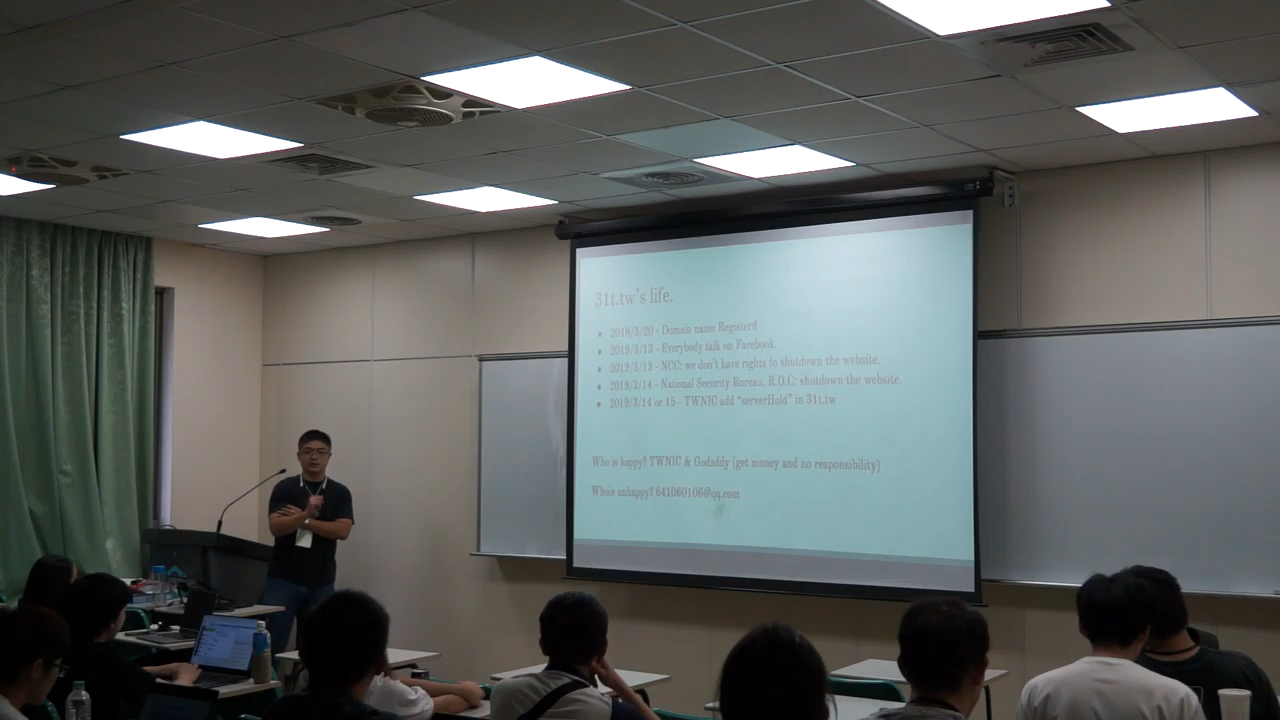 31t.tw's life.
2018/3/20 - Domain name Registerd
2019/3/13 - Everybody talk on Facebook.
2019/3/13 - NCC: we don't have rights to shutdown the website.
2019/3/14 - National Security Bureau, R.O.C: shutdown the website.
2019/3/14 or 15 - TWNIC add "serverHold" in 31t.tw
Who is happy? TWNIC & Godaddy (get money and no responsibility)
Whois unhappy? 641060106@qq.com